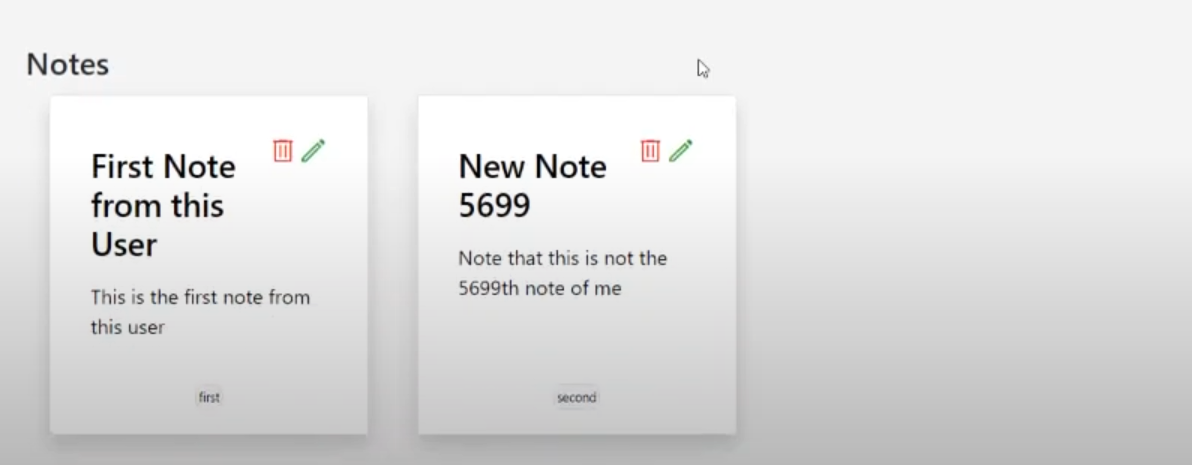 Notes
First Note
from this
User
This is the first note from
this user
first
New Note
5699
Note that this is not the
5699th note of me
second